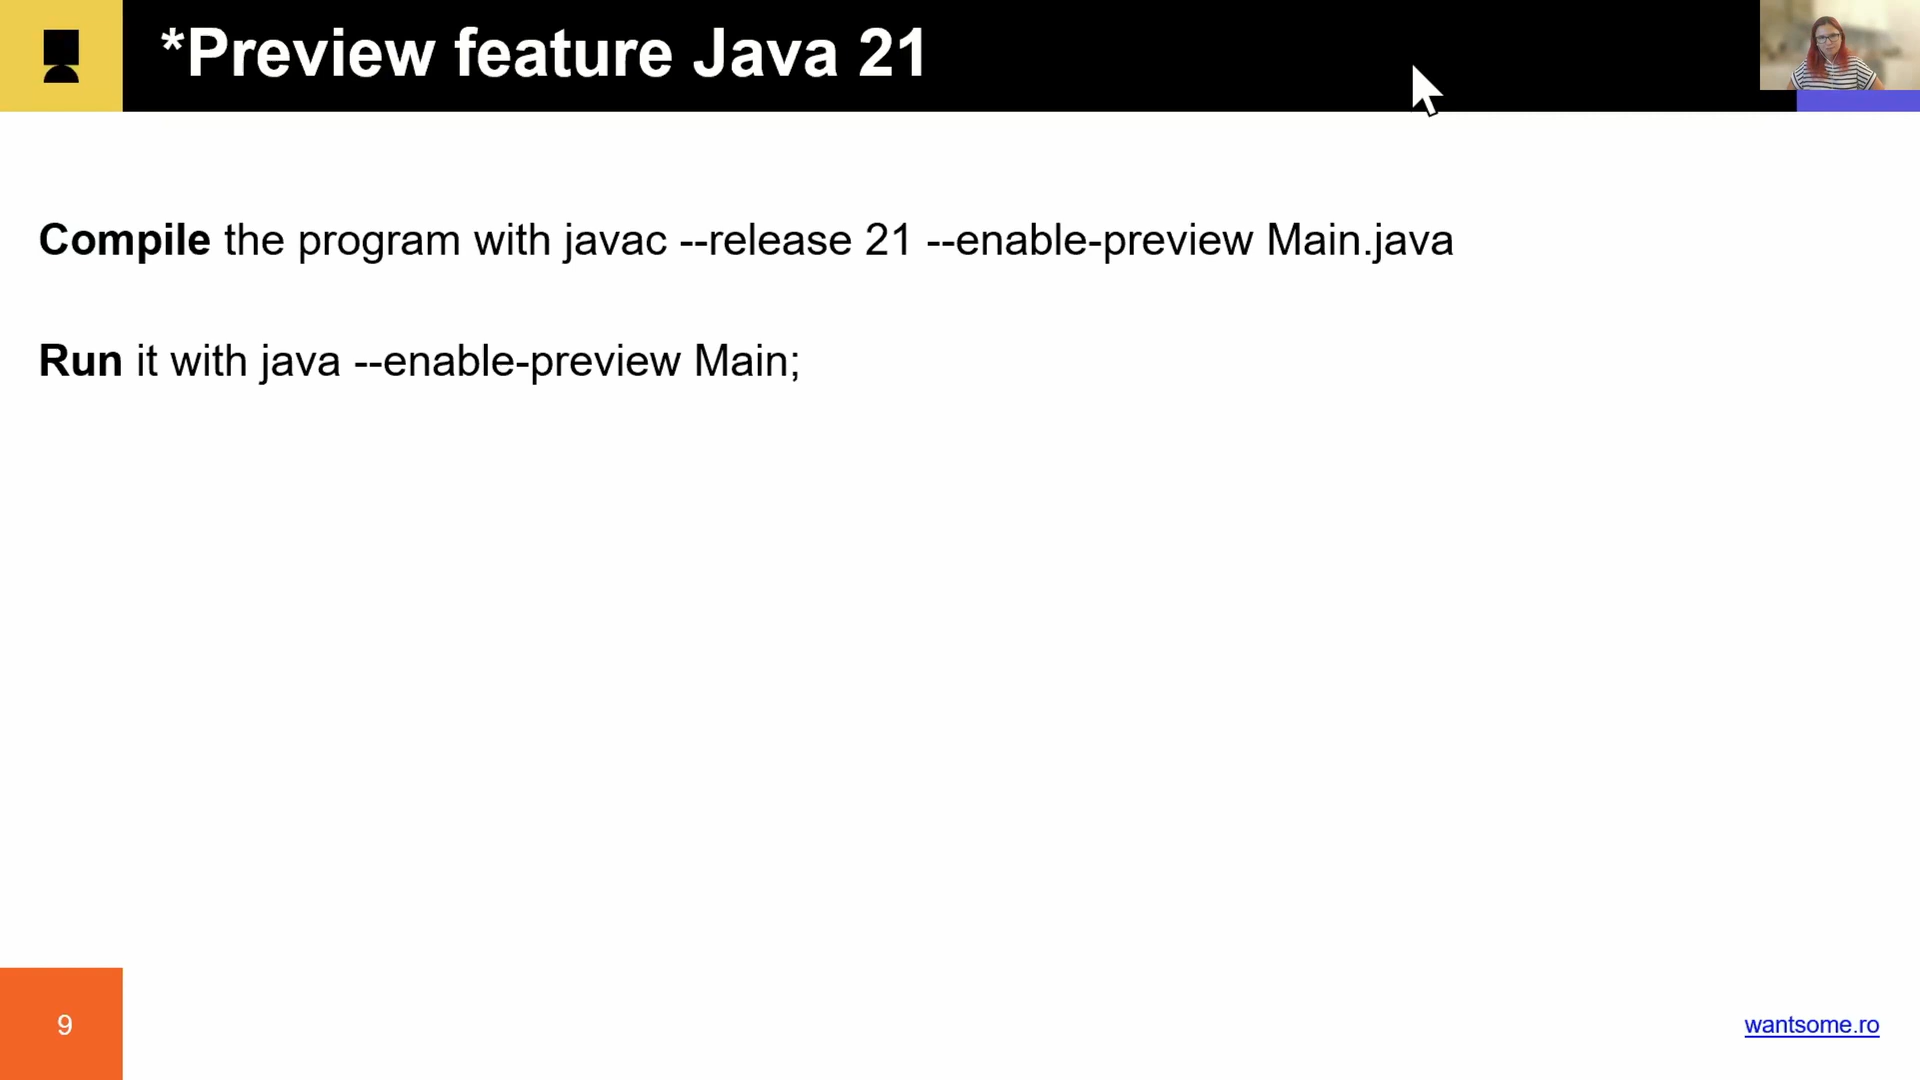 *Preview feature Java 21
Compile the program with javac --release 21 --enable-preview Main.java
Run it with java --enable-preview Main;
9
wantsome.ro